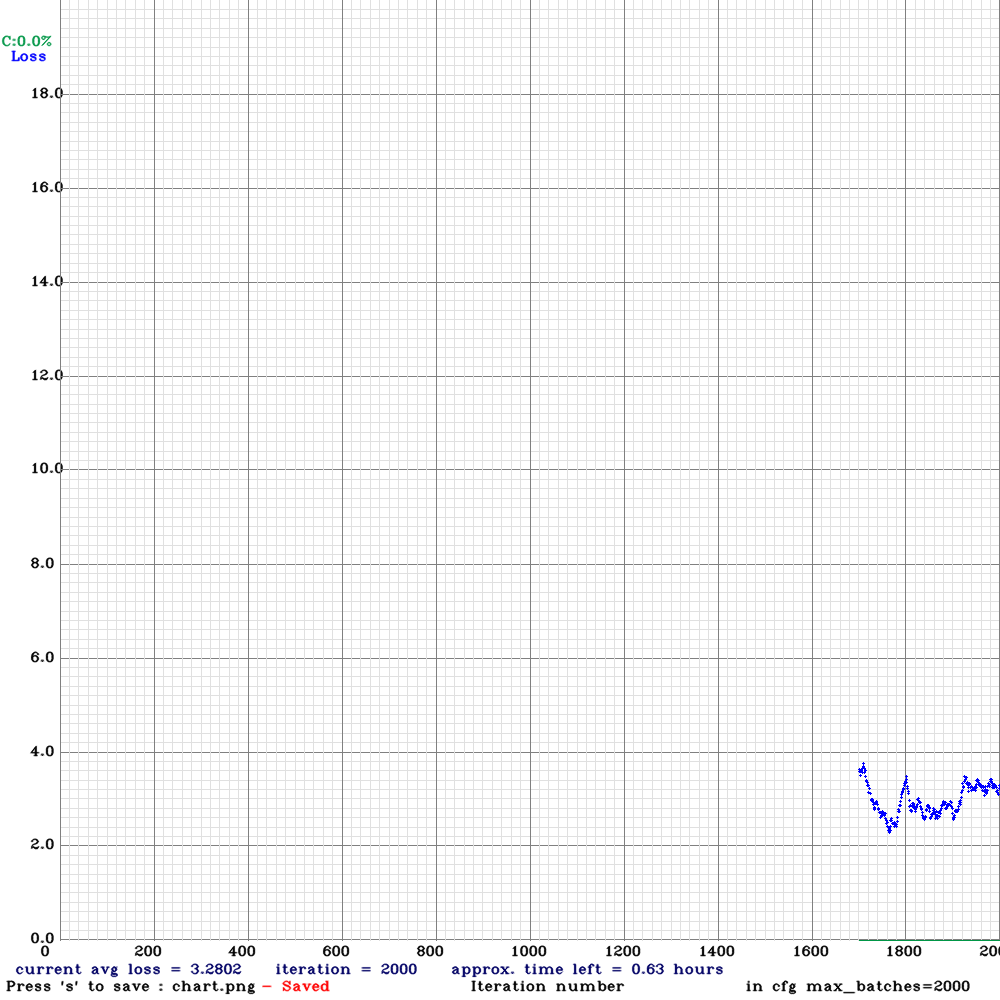 C:0.0%
Loss
18.0
16.0
14.0
12.0
10.0
8.0
6.0
4.0
2.0
0.0
0 200 400 600 800 1000 1200 1400 1600 1800 200
current avg loss = 3.2802 iteration = 2000 approx. time left = 0.63 hours
Press 's' to save : chart.png - Saved Iteration number in cfg max_batches=2000